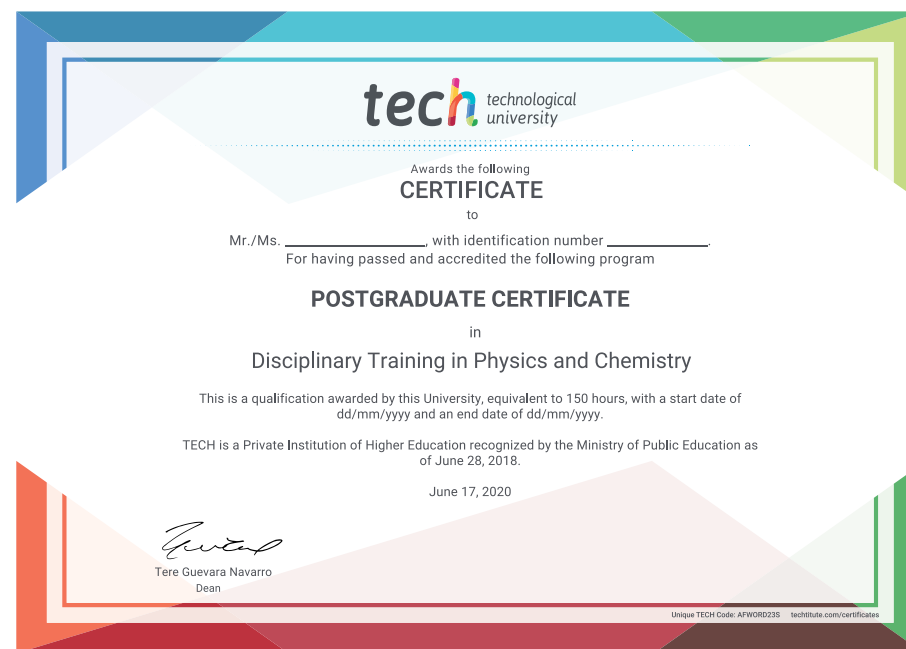 tech technological
university
Awards the following
CERTIFICATE
to
Mr./Ms. ____________, with identification number ____________.
For having passed and accredited the following program
POSTGRADUATE CERTIFICATE
in
Disciplinary Training in Physics and Chemistry
This is a qualification awarded by this University, equivalent to 150 hours, with a start date of
dd/mm/yyyy and an end date of dd/mm/yyyy.
TECH is a Private Institution of Higher Education recognized by the Ministry of Public Education as
of June 28, 2018.
June 17, 2020
Tere Guevara Navarro
Dean
Unique TECH Code: AFWORD23S techtitute.com/certificates